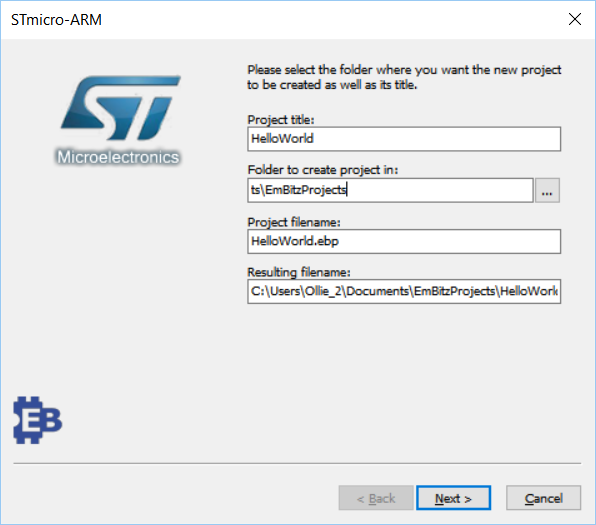 STmicro-ARM
ST
Microelectronics
Please select the folder where you want the new project
to be created as well as its title.
Project title:
HelloWorld
Folder to create project in:
ts\EmBitzProjects
...
Project filename:
HelloWorld.ebp
Resulting filename:
C:\Users\Ollie_2\Documents\EmBitzProjects\HelloWorl
EB
< Back
Next >
Cancel